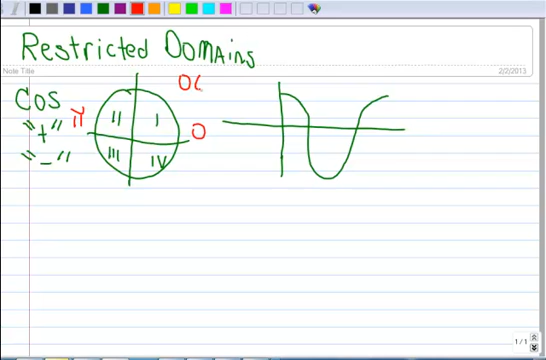 Restricted Domains
Note Title
2/2/2013
COS
"+"
"-"
II I
III IV
π
0
1/1